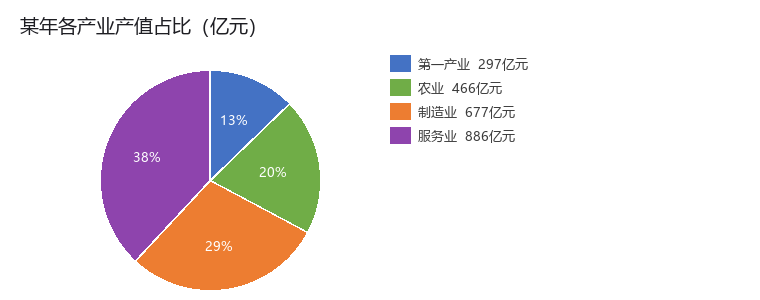 某年各产业产值占比（亿元）
第一产业 297亿元
农业 466亿元
制造业 677亿元
服务业 886亿元
13%
20%
29%
38%